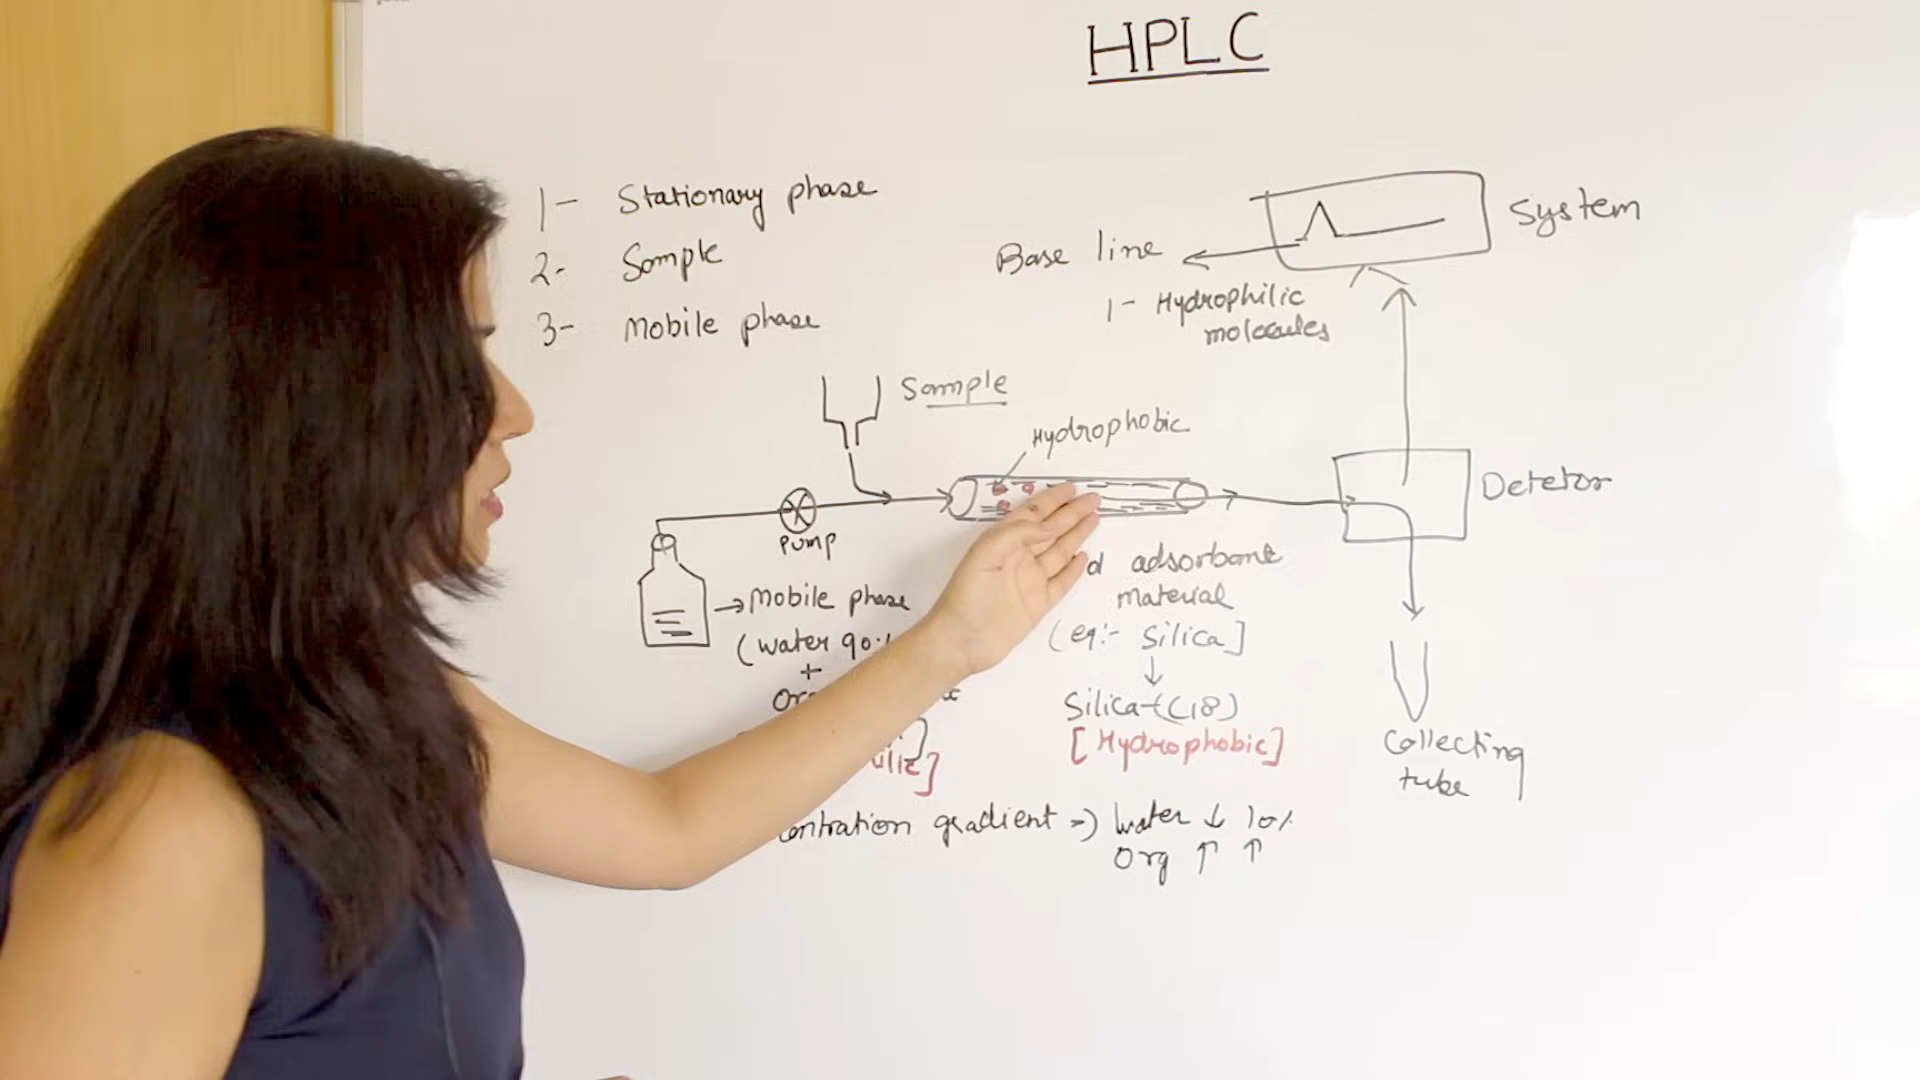 HPLC
1- Stationary phase
2- Sample
3- Mobile phase
System
Base line
1- Hydrophilic
molecules
Sample
Hydrophobic
Detetor
Pump
→ Mobile phase
(water 90%
+
adsorbant
material
(eg:- Silica]
↓
Silica-(C18)
[Hydrophobic]
Collecting
tube
gradient => Water ↓ 10%
Org ↑ ↑